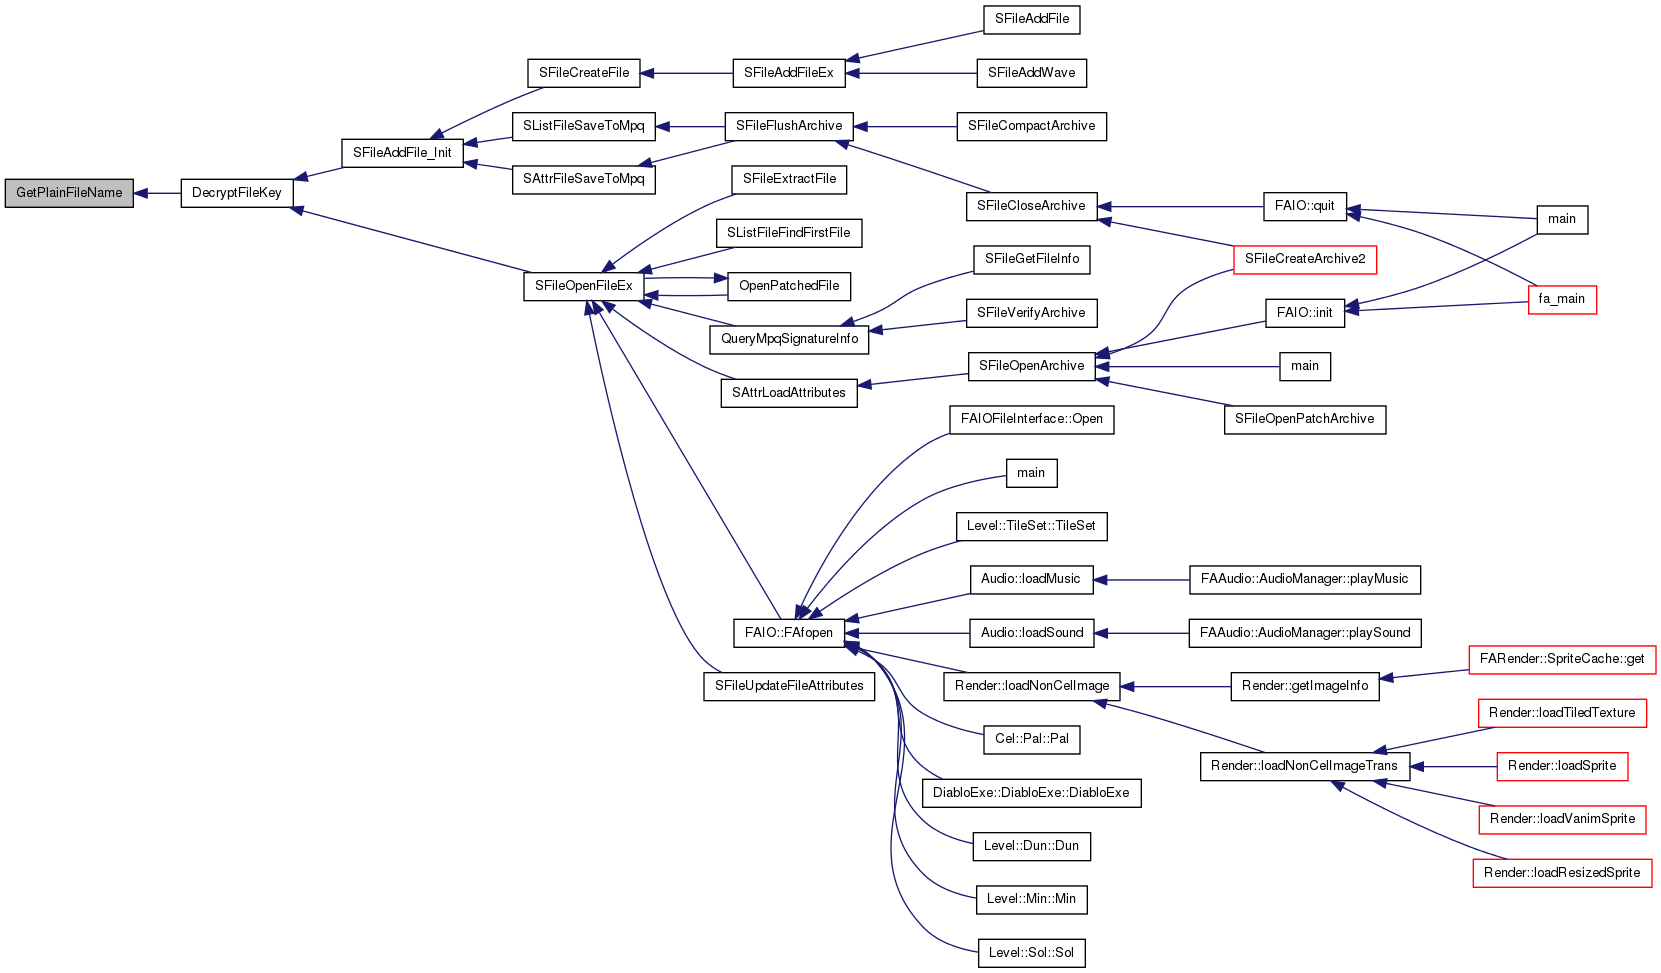 SFileAddFile
SFileCreateFile
SFileAddFileEx
SFileAddWave
SListFileSaveToMpq
SFileFlushArchive
SFileCompactArchive
SFileAddFile_Init
SAttrFileSaveToMpq
SFileExtractFile
GetPlainFileName
DecryptFileKey
SFileCloseArchive
FAIO::quit
main
SListFileFindFirstFile
SFileGetFileInfo
SFileCreateArchive2
SFileOpenFileEx
OpenPatchedFile
fa_main
SFileVerifyArchive
FAIO::init
QueryMpqSignatureInfo
SFileOpenArchive
main
SAttrLoadAttributes
FAIOFileInterface::Open
SFileOpenPatchArchive
main
Level::TileSet::TileSet
Audio::loadMusic
FAAudio::AudioManager::playMusic
FAIO::FAfopen
Audio::loadSound
FAAudio::AudioManager::playSound
FARender::SpriteCache::get
SFileUpdateFileAttributes
Render::loadNonCelImage
Render::getImageInfo
Render::loadTiledTexture
Cel::Pal::Pal
Render::loadNonCelImageTrans
Render::loadSprite
DiabloExe::DiabloExe::DiabloExe
Render::loadVanimSprite
Level::Dun::Dun
Render::loadResizedSprite
Level::Min::Min
Level::Sol::Sol